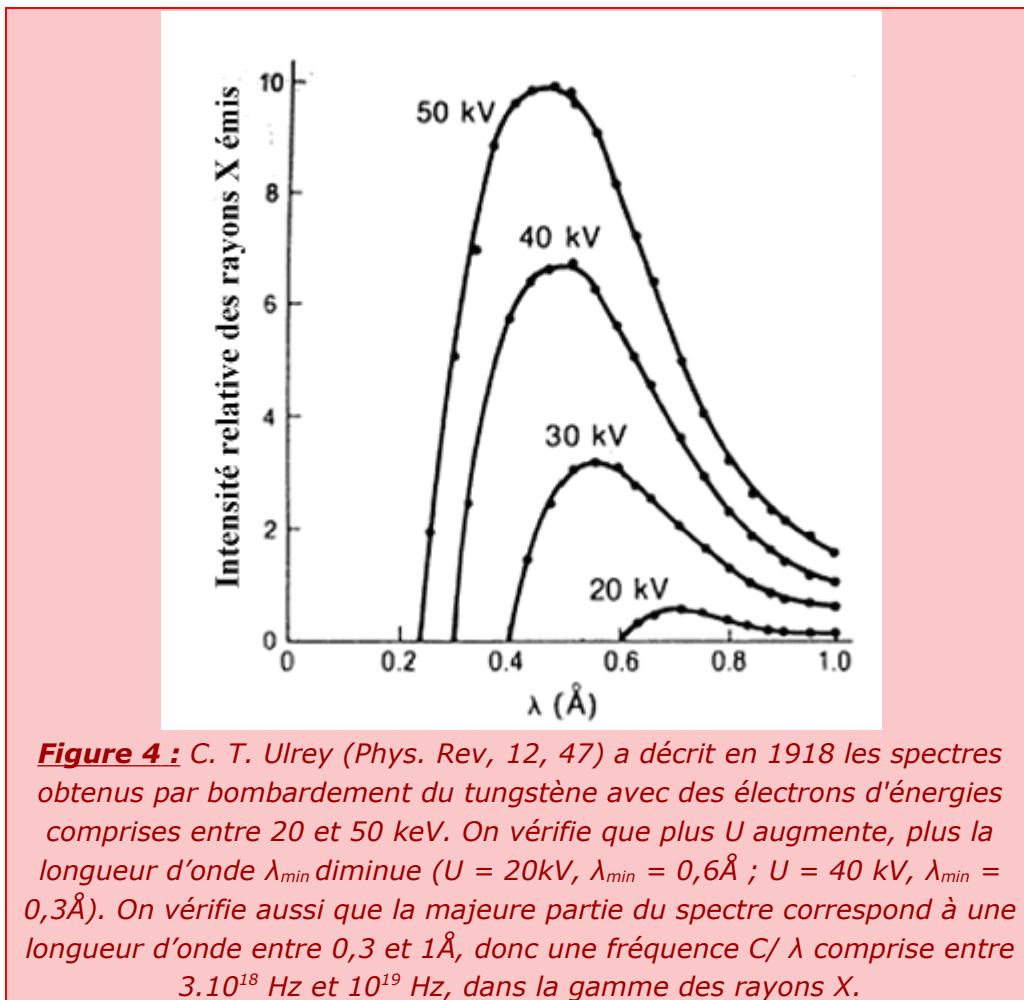 Intensité relative des rayons X émis
10
8
6
4
2
0
50 kV
40 kV
30 kV
20 kV
0
0.2
0.4
0.6
0.8
1.0
λ (Å)
Figure 4 : C. T. Ulrey (Phys. Rev, 12, 47) a décrit en 1918 les spectres
obtenus par bombardement du tungstène avec des électrons d'énergies
comprises entre 20 et 50 keV. On vérifie que plus U augmente, plus la
longueur d’onde λmin diminue (U = 20kV, λmin = 0,6Å ; U = 40 kV, λmin =
0,3Å). On vérifie aussi que la majeure partie du spectre correspond à une
longueur d’onde entre 0,3 et 1Å, donc une fréquence C/ λ comprise entre
3.10¹⁸ Hz et 10¹⁹ Hz, dans la gamme des rayons X.